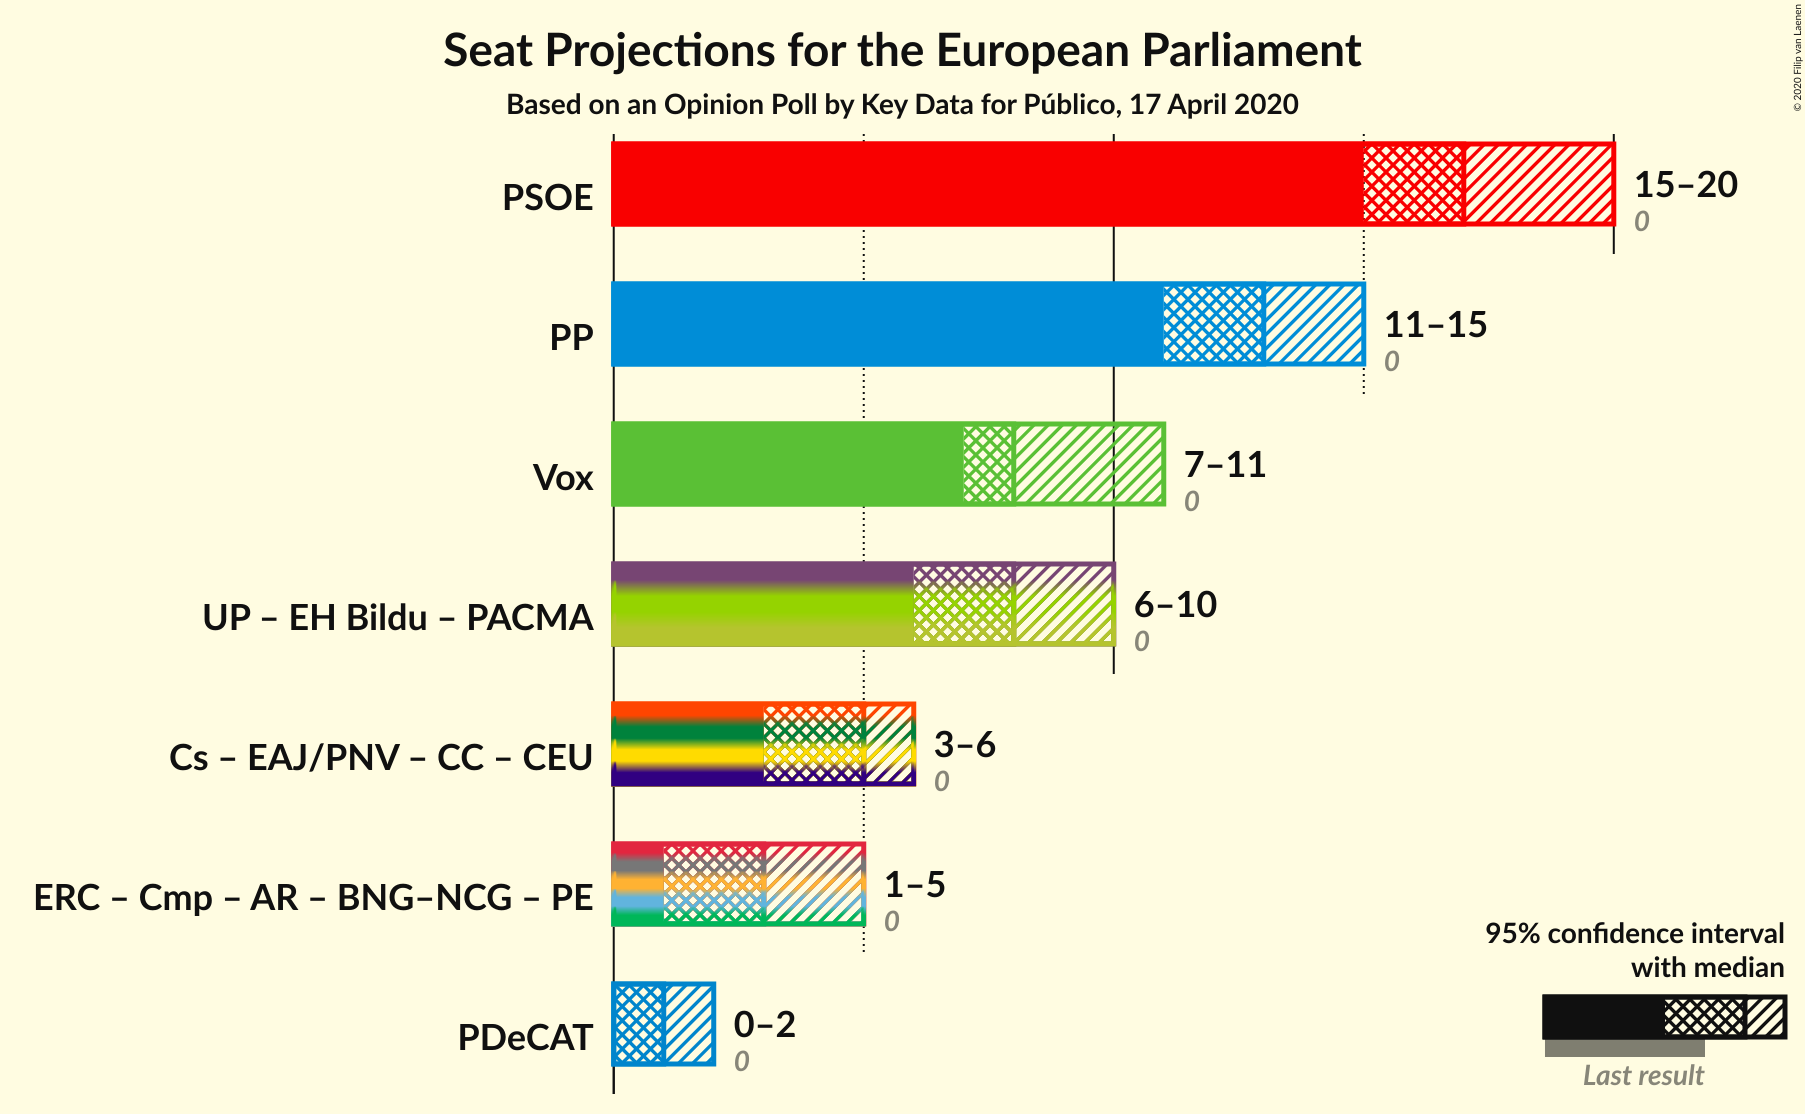 Seat Projections for the European Parliament
Based on an Opinion Poll by Key Data for Público, 17 April 2020
© 2020 Filip van Laenen
PSOE
15–20
0
PP
11–15
0
Vox
7–11
0
UP – EH Bildu – PACMA
6–10
0
Cs – EAJ/PNV – CC – CEU
3–6
0
ERC – Cmp – AR – BNG–NCG – PE
1–5
0
PDeCAT
0–2
0
95% confidence interval
with median
Last result